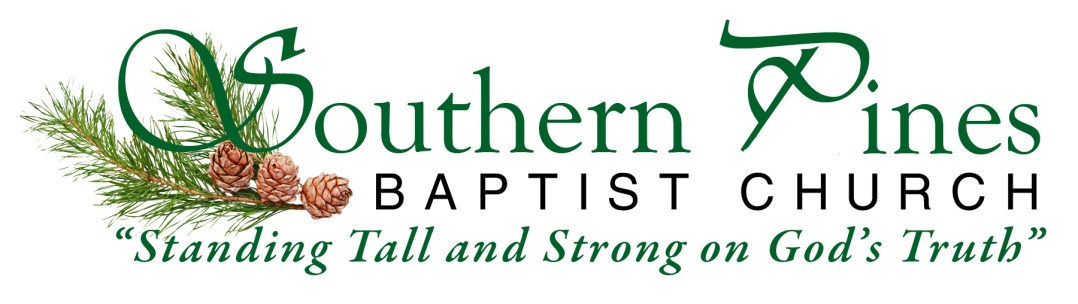 Southern Pines
BAPTIST CHURCH
“Standing Tall and Strong on God’s Truth”